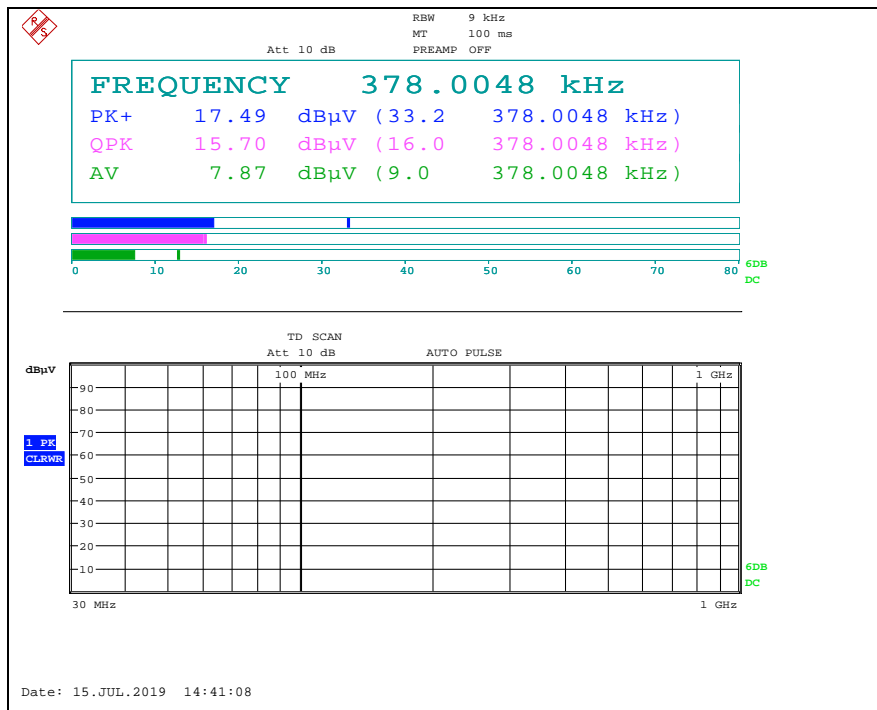 R S
RBW 9 kHz
MT 100 ms
Att 10 dB PREAMP OFF
FREQUENCY 378.0048 kHz
PK+ 17.49 dBµV (33.2 378.0048 kHz)
QPK 15.70 dBµV (16.0 378.0048 kHz)
AV 7.87 dBµV (9.0 378.0048 kHz)
0 10 20 30 40 50 60 70 80
6DB
DC
TD SCAN
Att 10 dB AUTO PULSE
dBµV
100 MHz 1 GHz
90
80
70
1 PK
CLRWR
60
50
40
30
20
10
6DB
DC
30 MHz 1 GHz
Date: 15.JUL.2019 14:41:08